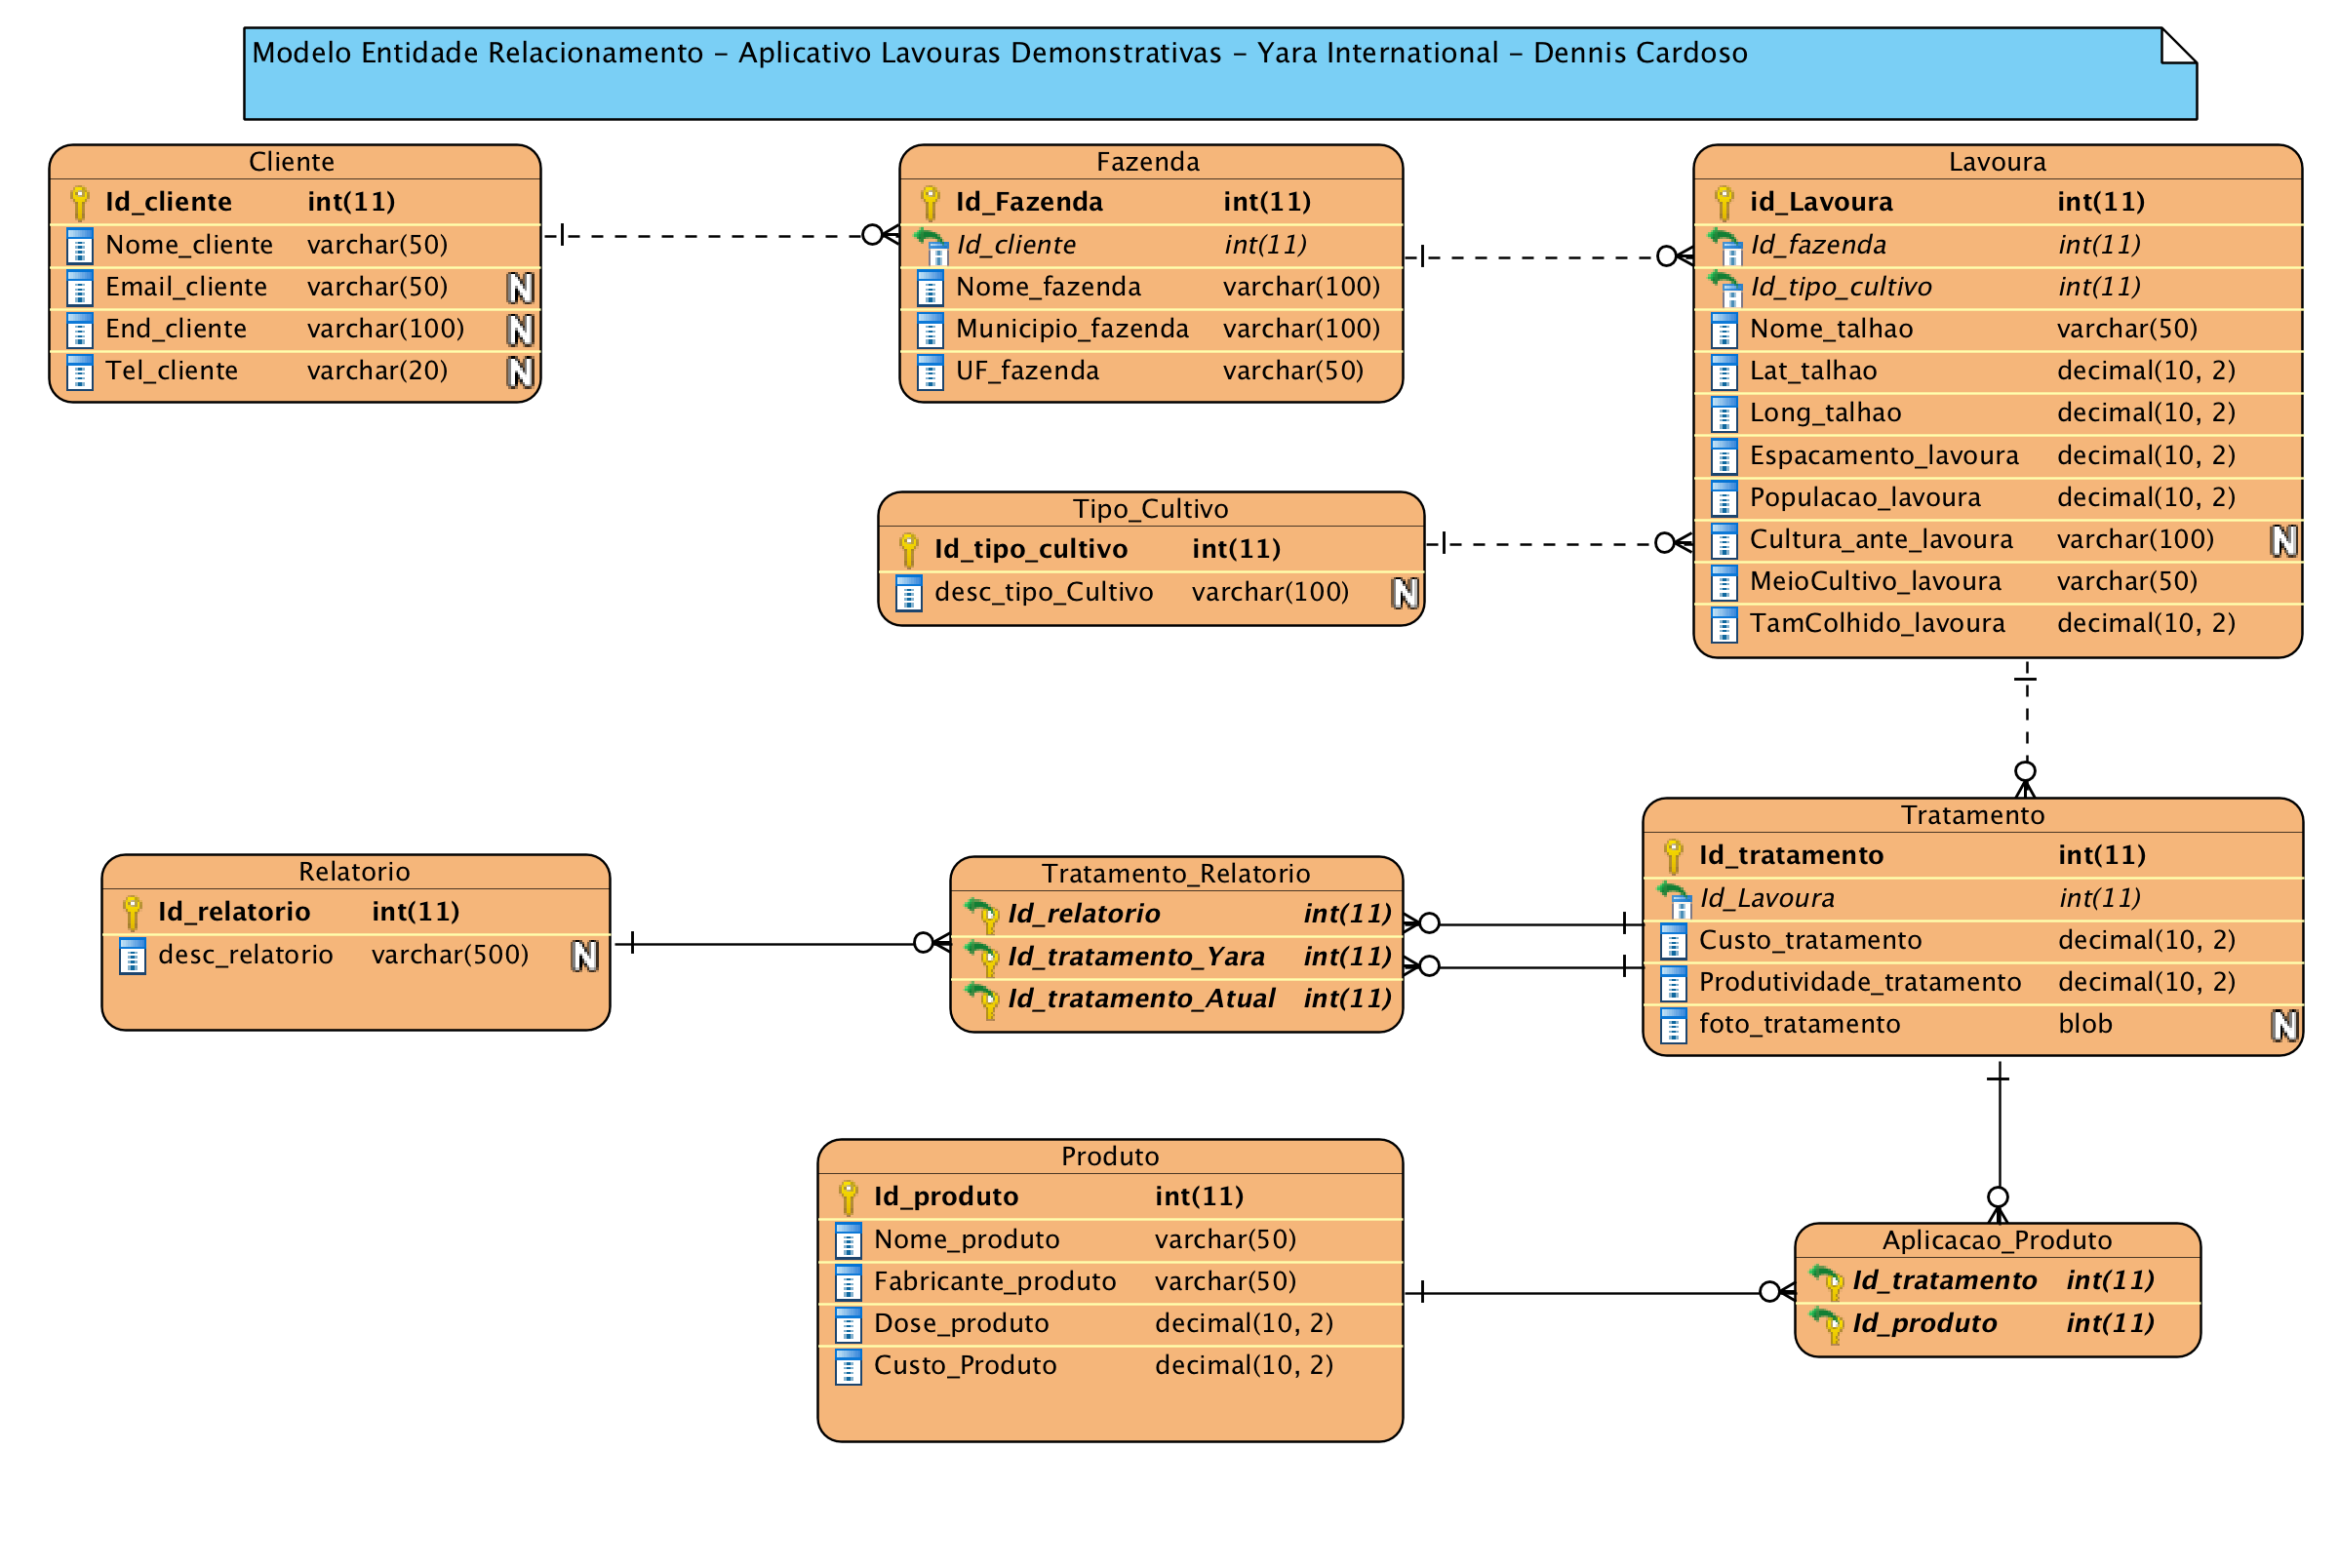 Modelo Entidade Relacionamento – Aplicativo Lavouras Demonstrativas – Yara International – Dennis Cardoso
Cliente
Id_cliente int(11)
Nome_cliente varchar(50)
Email_cliente varchar(50) N
End_cliente varchar(100) N
Tel_cliente varchar(20) N
Fazenda
Id_Fazenda int(11)
Id_cliente int(11)
Nome_fazenda varchar(100)
Municipio_fazenda varchar(100)
UF_fazenda varchar(50)
Lavoura
id_Lavoura int(11)
Id_fazenda int(11)
Id_tipo_cultivo int(11)
Nome_talhao varchar(50)
Lat_talhao decimal(10, 2)
Long_talhao decimal(10, 2)
Espacamento_lavoura decimal(10, 2)
Populacao_lavoura decimal(10, 2)
Cultura_ante_lavoura varchar(100) N
MeioCultivo_lavoura varchar(50)
TamColhido_lavoura decimal(10, 2)
Tipo_Cultivo
Id_tipo_cultivo int(11)
desc_tipo_Cultivo varchar(100) N
Relatorio
Id_relatorio int(11)
desc_relatorio varchar(500) N
Tratamento_Relatorio
Id_relatorio int(11)
Id_tratamento_Yara int(11)
Id_tratamento_Atual int(11)
Tratamento
Id_tratamento int(11)
Id_Lavoura int(11)
Custo_tratamento decimal(10, 2)
Produtividade_tratamento decimal(10, 2)
foto_tratamento blob N
Produto
Id_produto int(11)
Nome_produto varchar(50)
Fabricante_produto varchar(50)
Dose_produto decimal(10, 2)
Custo_Produto decimal(10, 2)
Aplicacao_Produto
Id_tratamento int(11)
Id_produto int(11)